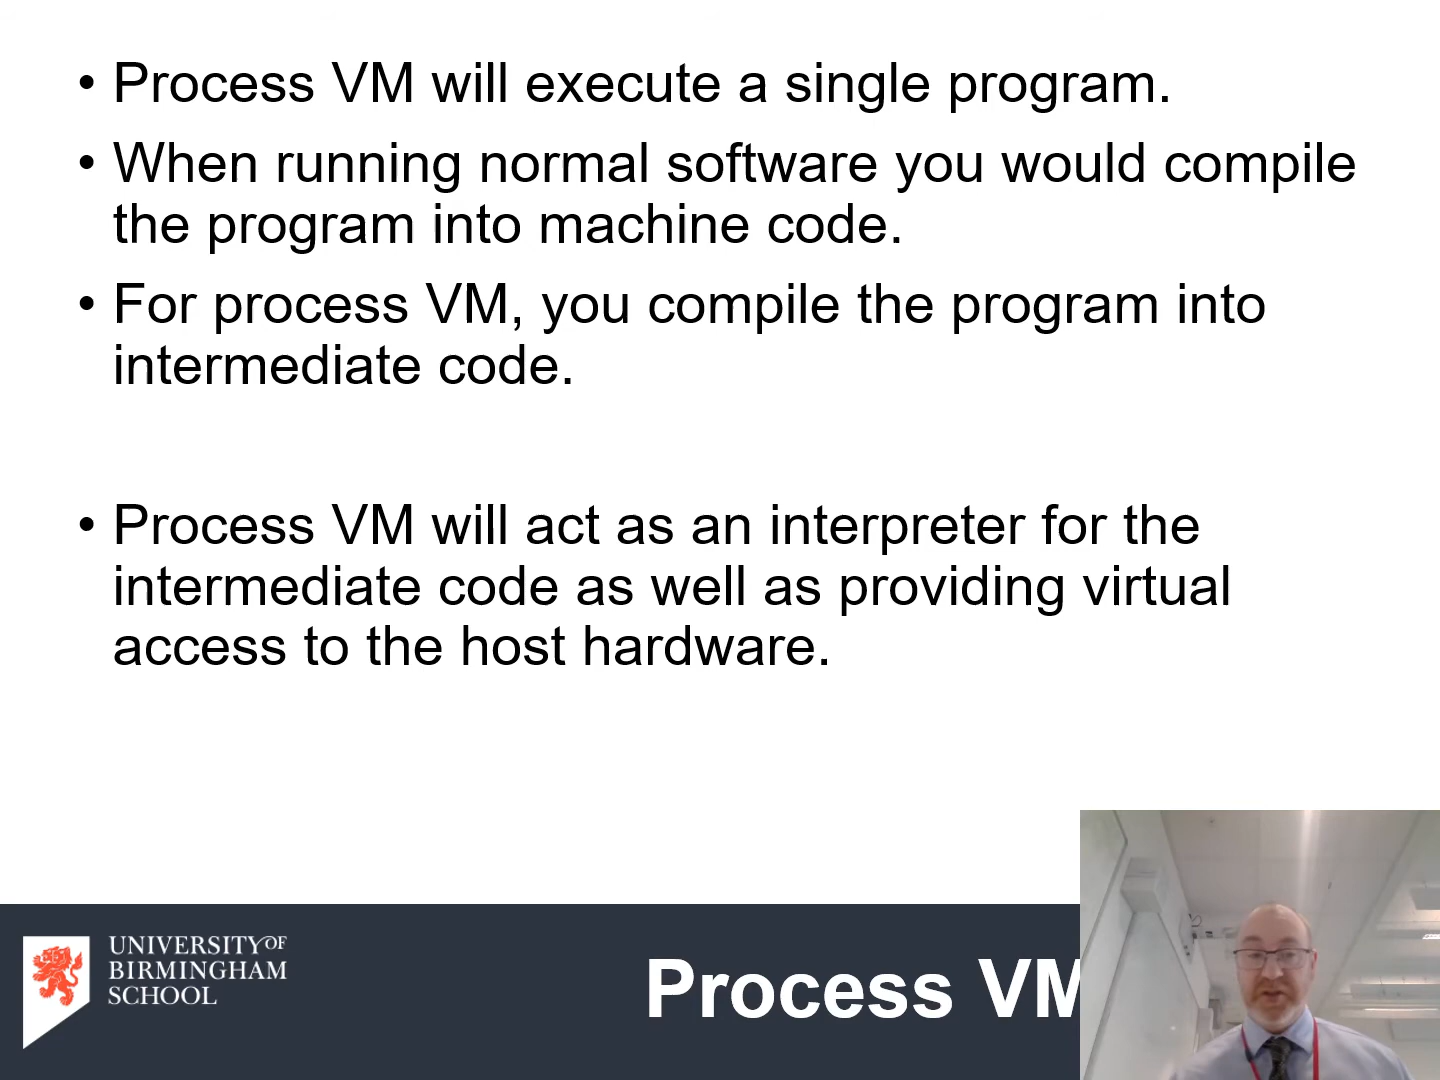 • Process VM will execute a single program.
• When running normal software you would compile
the program into machine code.
• For process VM, you compile the program into
intermediate code.
• Process VM will act as an interpreter for the
intermediate code as well as providing virtual
access to the host hardware.
UNIVERSITY OF
BIRMINGHAM
SCHOOL
Process VM